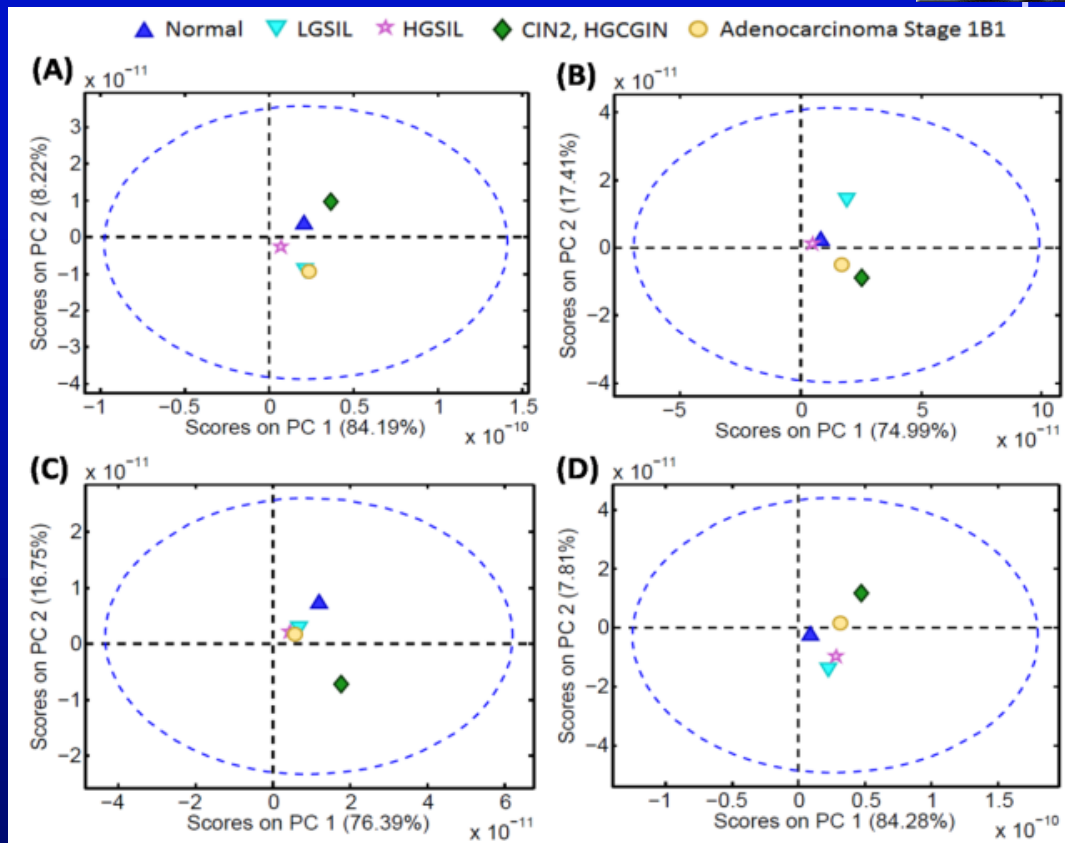 Normal LGSIL HGSIL CIN2, HGCGIN Adenocarcinoma Stage 1B1
(A)
x 10⁻¹¹
Scores on PC 2 (8.22%)
3
2
1
0
−1
−2
−3
−4
−1 −0.5 0 0.5 1 1.5
Scores on PC 1 (84.19%)
x 10⁻¹⁰
(B)
x 10⁻¹¹
Scores on PC 2 (17.41%)
4
2
0
−2
−4
−5 0 5 10
Scores on PC 1 (74.99%)
x 10⁻¹¹
(C)
x 10⁻¹¹
Scores on PC 2 (16.75%)
2
1
0
−1
−2
−4 −2 0 2 4 6
Scores on PC 1 (76.39%)
x 10⁻¹¹
(D)
x 10⁻¹¹
Scores on PC 2 (7.81%)
4
2
0
−2
−4
−1 −0.5 0 0.5 1 1.5
Scores on PC 1 (84.28%)
x 10⁻¹⁰